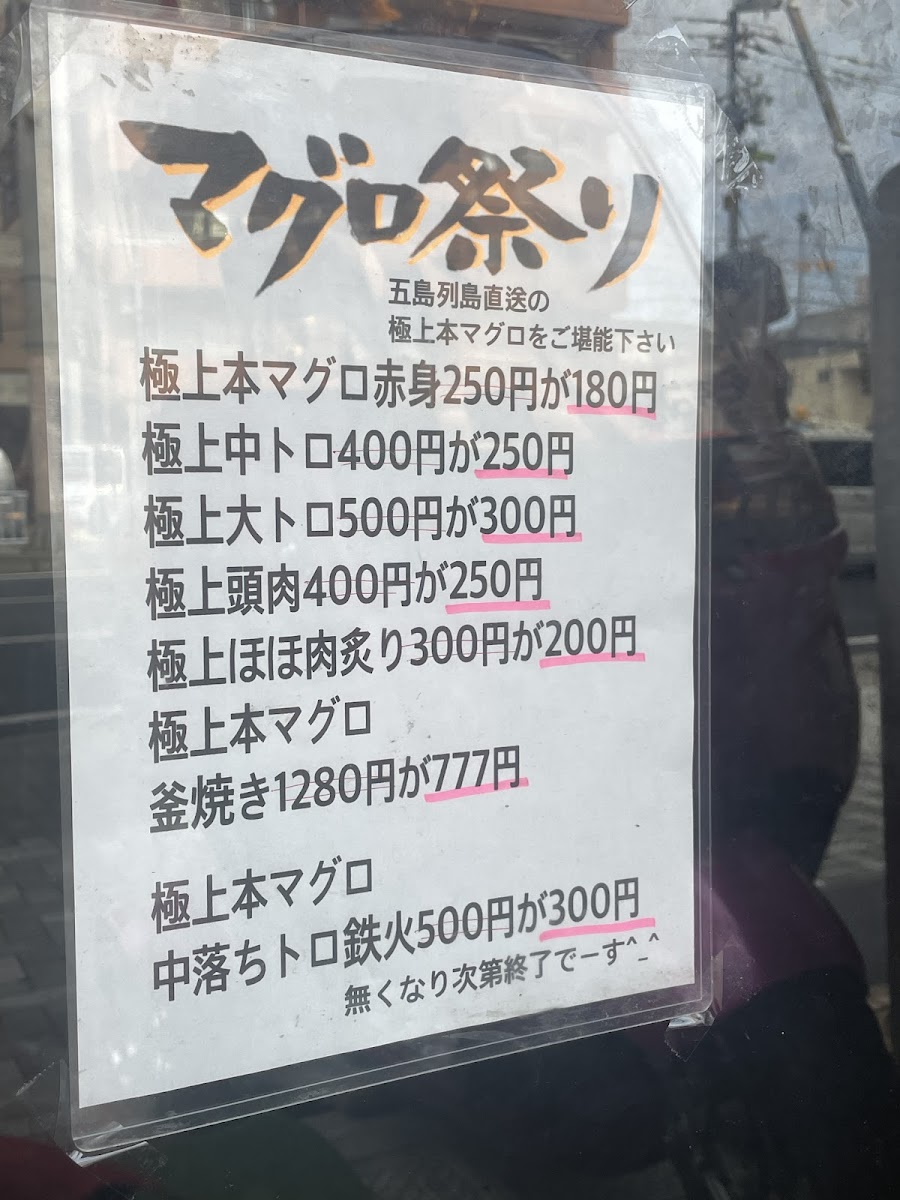 マグロ祭り
五島列島直送の
極上本マグロをご堪能下さい
極上本マグロ赤身250円が180円
極上中トロ400円が250円
極上大トロ500円が300円
極上頭肉400円が250円
極上ほほ肉炙り300円が200円
極上本マグロ
釜焼き1280円が777円
極上本マグロ
中落ちトロ鉄火500円が300円
無くなり次第終了でーす^_^